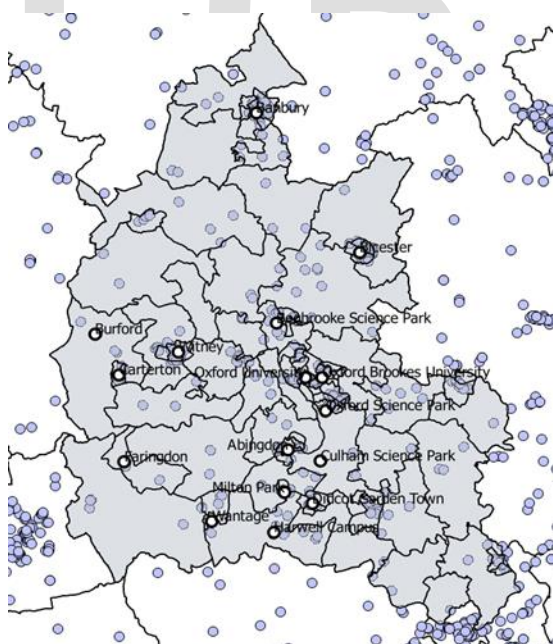 Banbury
Bicester
Begbrooke Science Park
Burford
Witney
Carterton
Oxford University
Oxford Brookes University
Oxford Science Park
Abingdon
Faringdon
Culham Science Park
Milton Park
Didcot Garden Town
Wantage
Harwell Campus